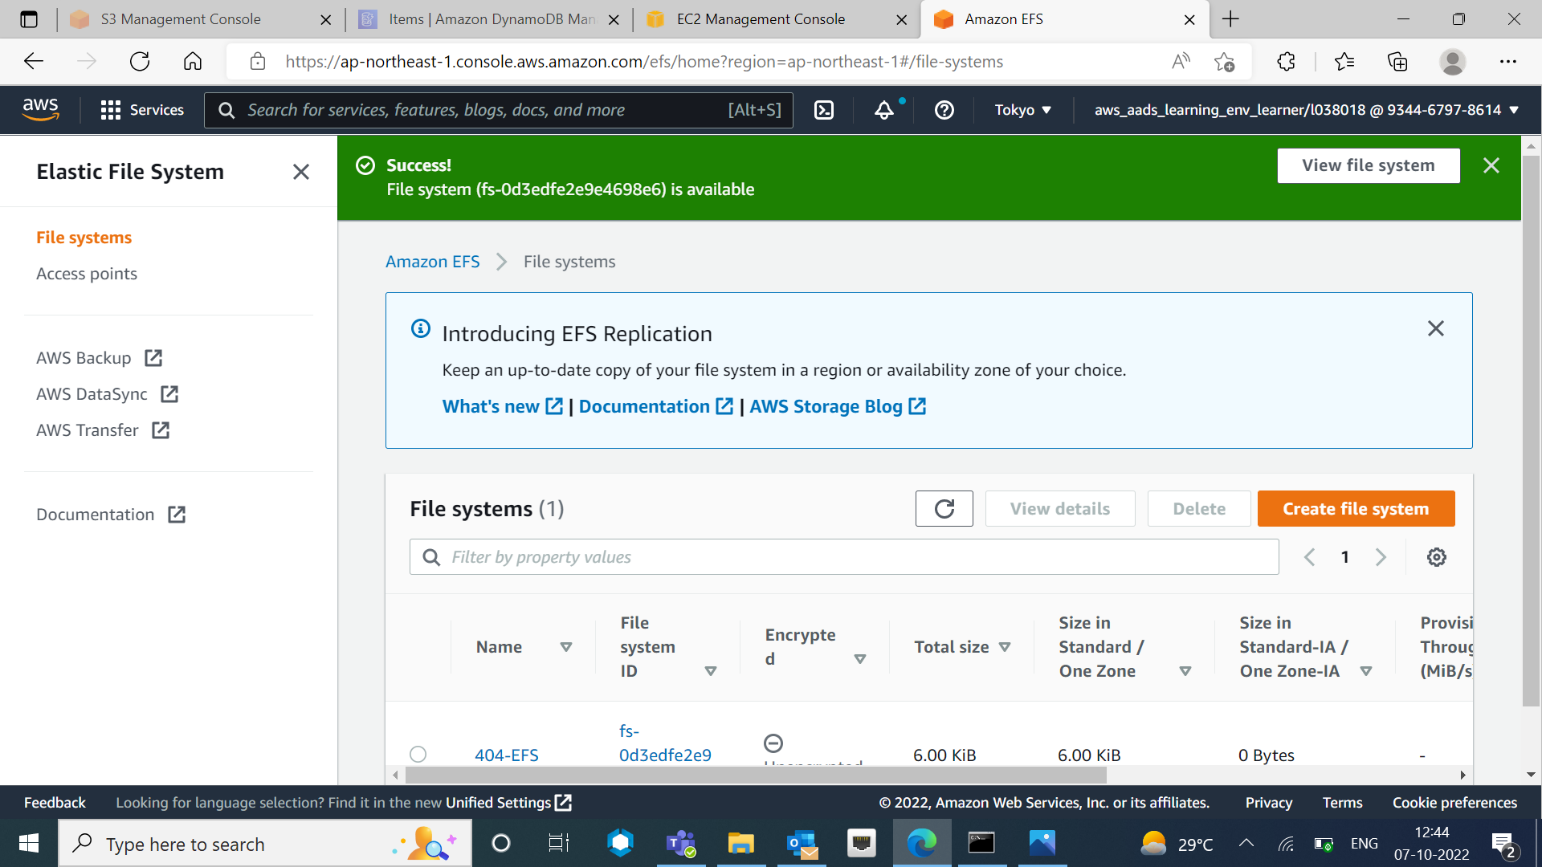 S3 Management Console
Items | Amazon DynamoDB Man
EC2 Management Console
Amazon EFS
https://ap-northeast-1.console.aws.amazon.com/efs/home?region=ap-northeast-1#/file-systems
aws
Services
Search for services, features, blogs, docs, and more
[Alt+S]
Tokyo
aws_aads_learning_env_learner/l038018 @ 9344-6797-8614
Elastic File System
File systems
Access points
AWS Backup
AWS DataSync
AWS Transfer
Documentation
Success!
File system (fs-0d3edfe2e9e4698e6) is available
View file system
Amazon EFS
File systems
Introducing EFS Replication
Keep an up-to-date copy of your file system in a region or availability zone of your choice.
What's new | Documentation | AWS Storage Blog
File systems (1)
View details
Delete
Create file system
Filter by property values
1
Name
File
system
ID
Encrypte
d
Total size
Size in
Standard /
One Zone
Size in
Standard-IA /
One Zone-IA
Provisi
Throug
(MiB/s
404-EFS
fs-
0d3edfe2e9
6.00 KiB
6.00 KiB
0 Bytes
-
Feedback
Looking for language selection? Find it in the new Unified Settings
© 2022, Amazon Web Services, Inc. or its affiliates.
Privacy
Terms
Cookie preferences
Type here to search
29°C
ENG
12:44
07-10-2022
2